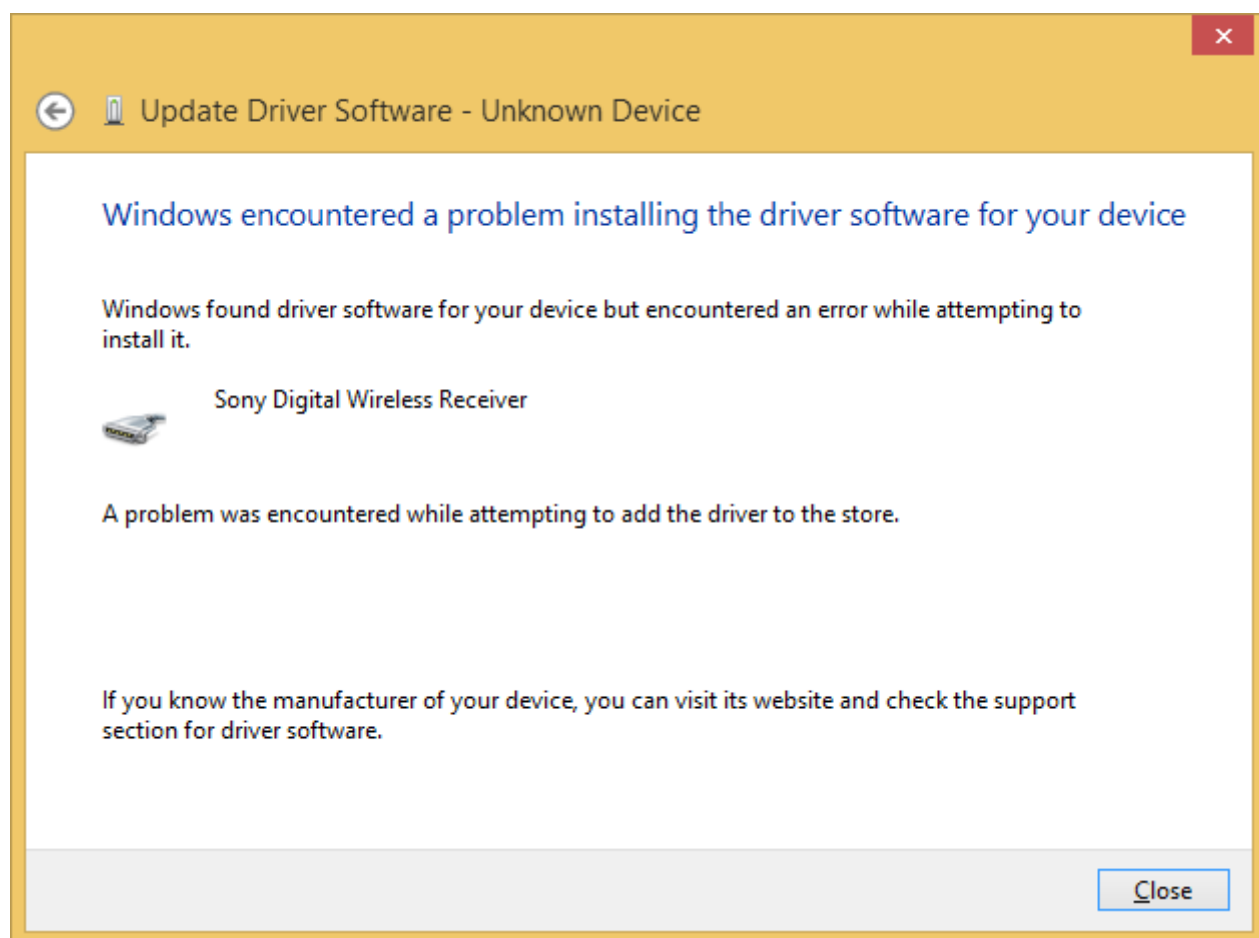 Update Driver Software - Unknown Device
Windows encountered a problem installing the driver software for your device
Windows found driver software for your device but encountered an error while attempting to
install it.
Sony Digital Wireless Receiver
A problem was encountered while attempting to add the driver to the store.
If you know the manufacturer of your device, you can visit its website and check the support
section for driver software.
Close